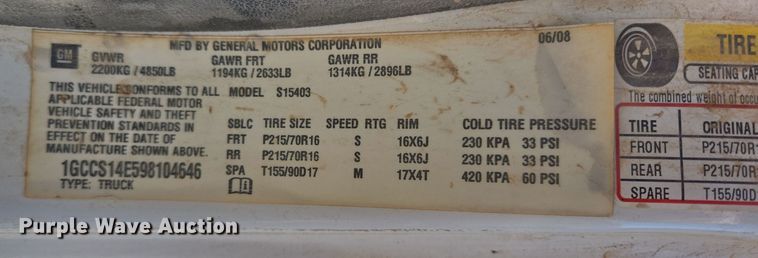 MFD BY GENERAL MOTORS CORPORATION 06/08
GM GVWR GAWR FRT GAWR RR
2200KG / 4850LB 1194KG / 2633LB 1314KG / 2896LB
THIS VEHICLE CONFORMS TO ALL MODEL S15403
APPLICABLE FEDERAL MOTOR
VEHICLE SAFETY AND THEFT
PREVENTION STANDARDS IN
EFFECT ON THE DATE OF
MANUFACTURE SHOWN ABOVE.
1GCCS14E598104646
TYPE: TRUCK
SBLC TIRE SIZE SPEED RTG RIM COLD TIRE PRESSURE
FRT P215/70R16 S 16X6J 230 KPA 33 PSI
RR P215/70R16 S 16X6J 230 KPA 33 PSI
SPA T155/90D17 M 17X4T 420 KPA 60 PSI
TIRE
SEATING CAP
The combined weight of occu
TIRE ORIGINAL
FRONT P215/70R
REAR P215/70R
SPARE T155/90D
Purple Wave Auction